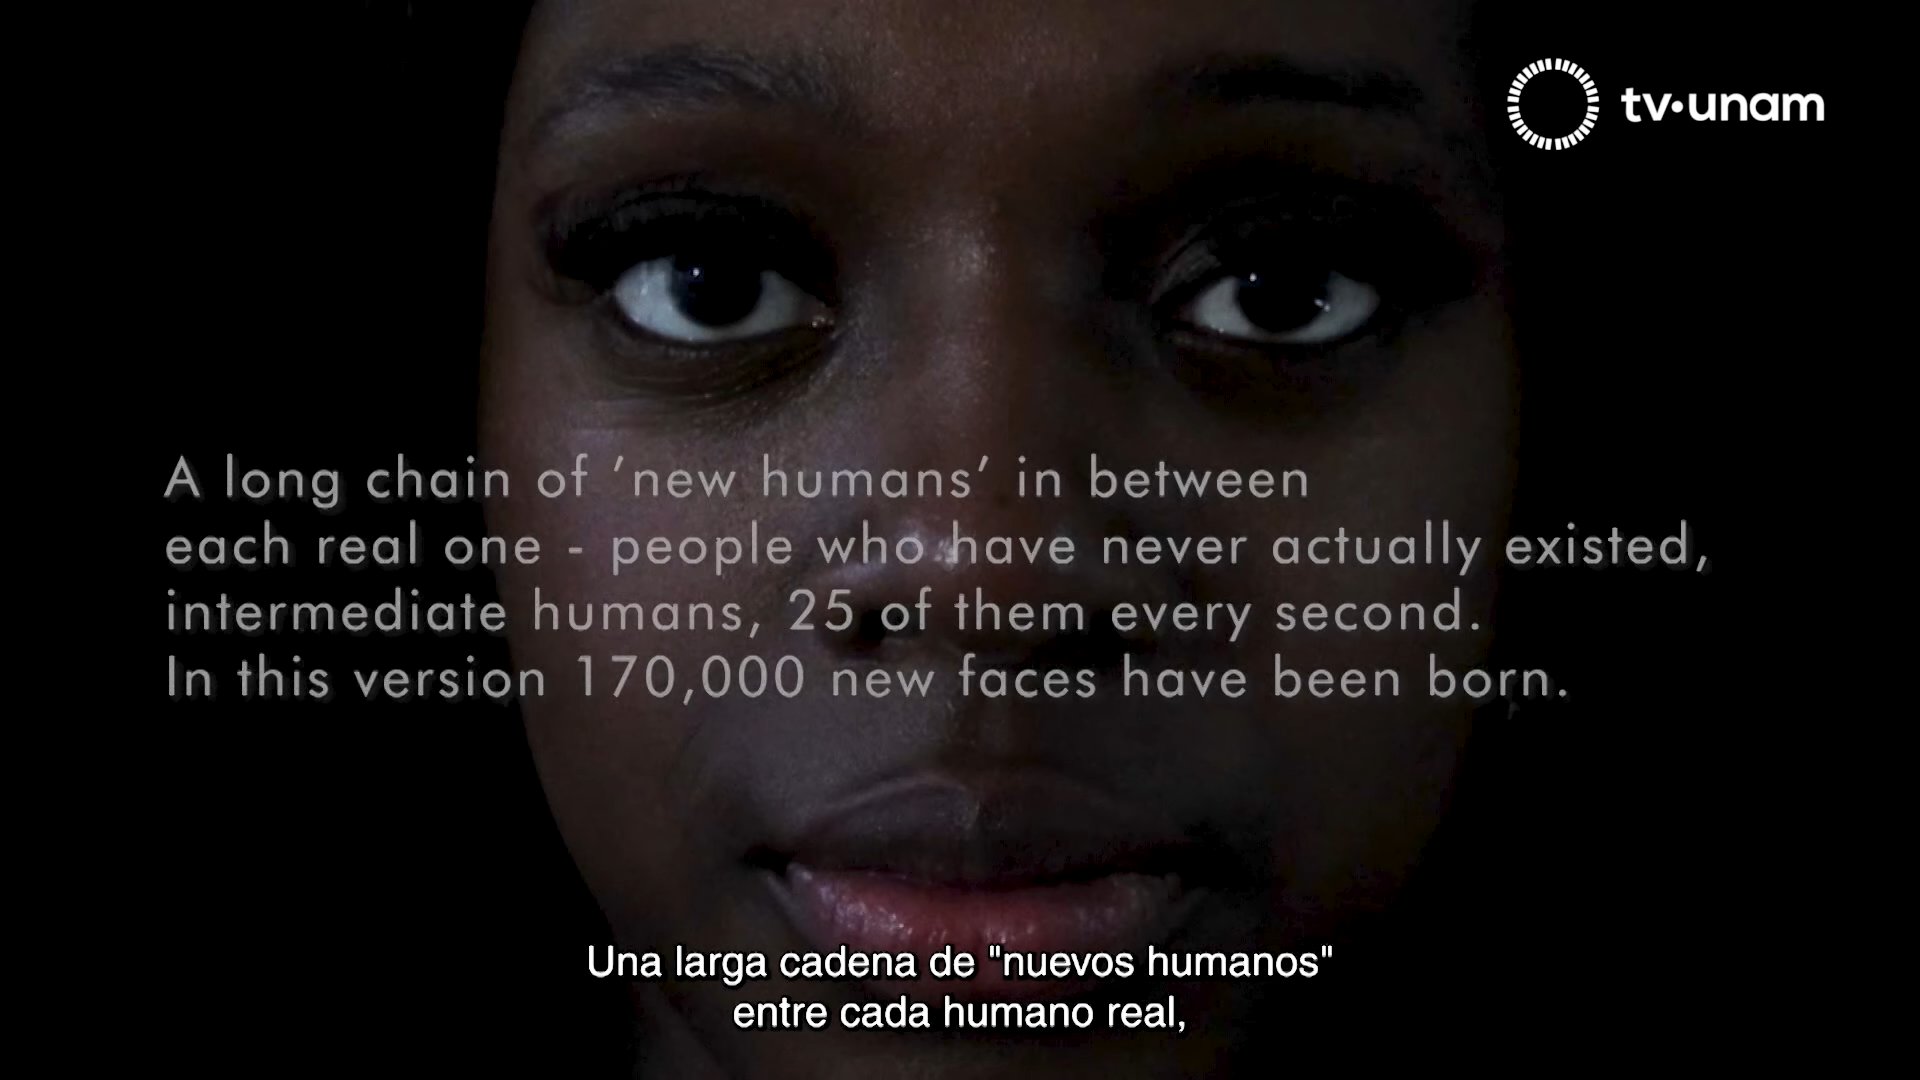 tv·unam
A long chain of ’new humans’ in between
each real one - people who have never actually existed,
intermediate humans, 25 of them every second.
In this version 170,000 new faces have been born.
Una larga cadena de "nuevos humanos"
entre cada humano real,